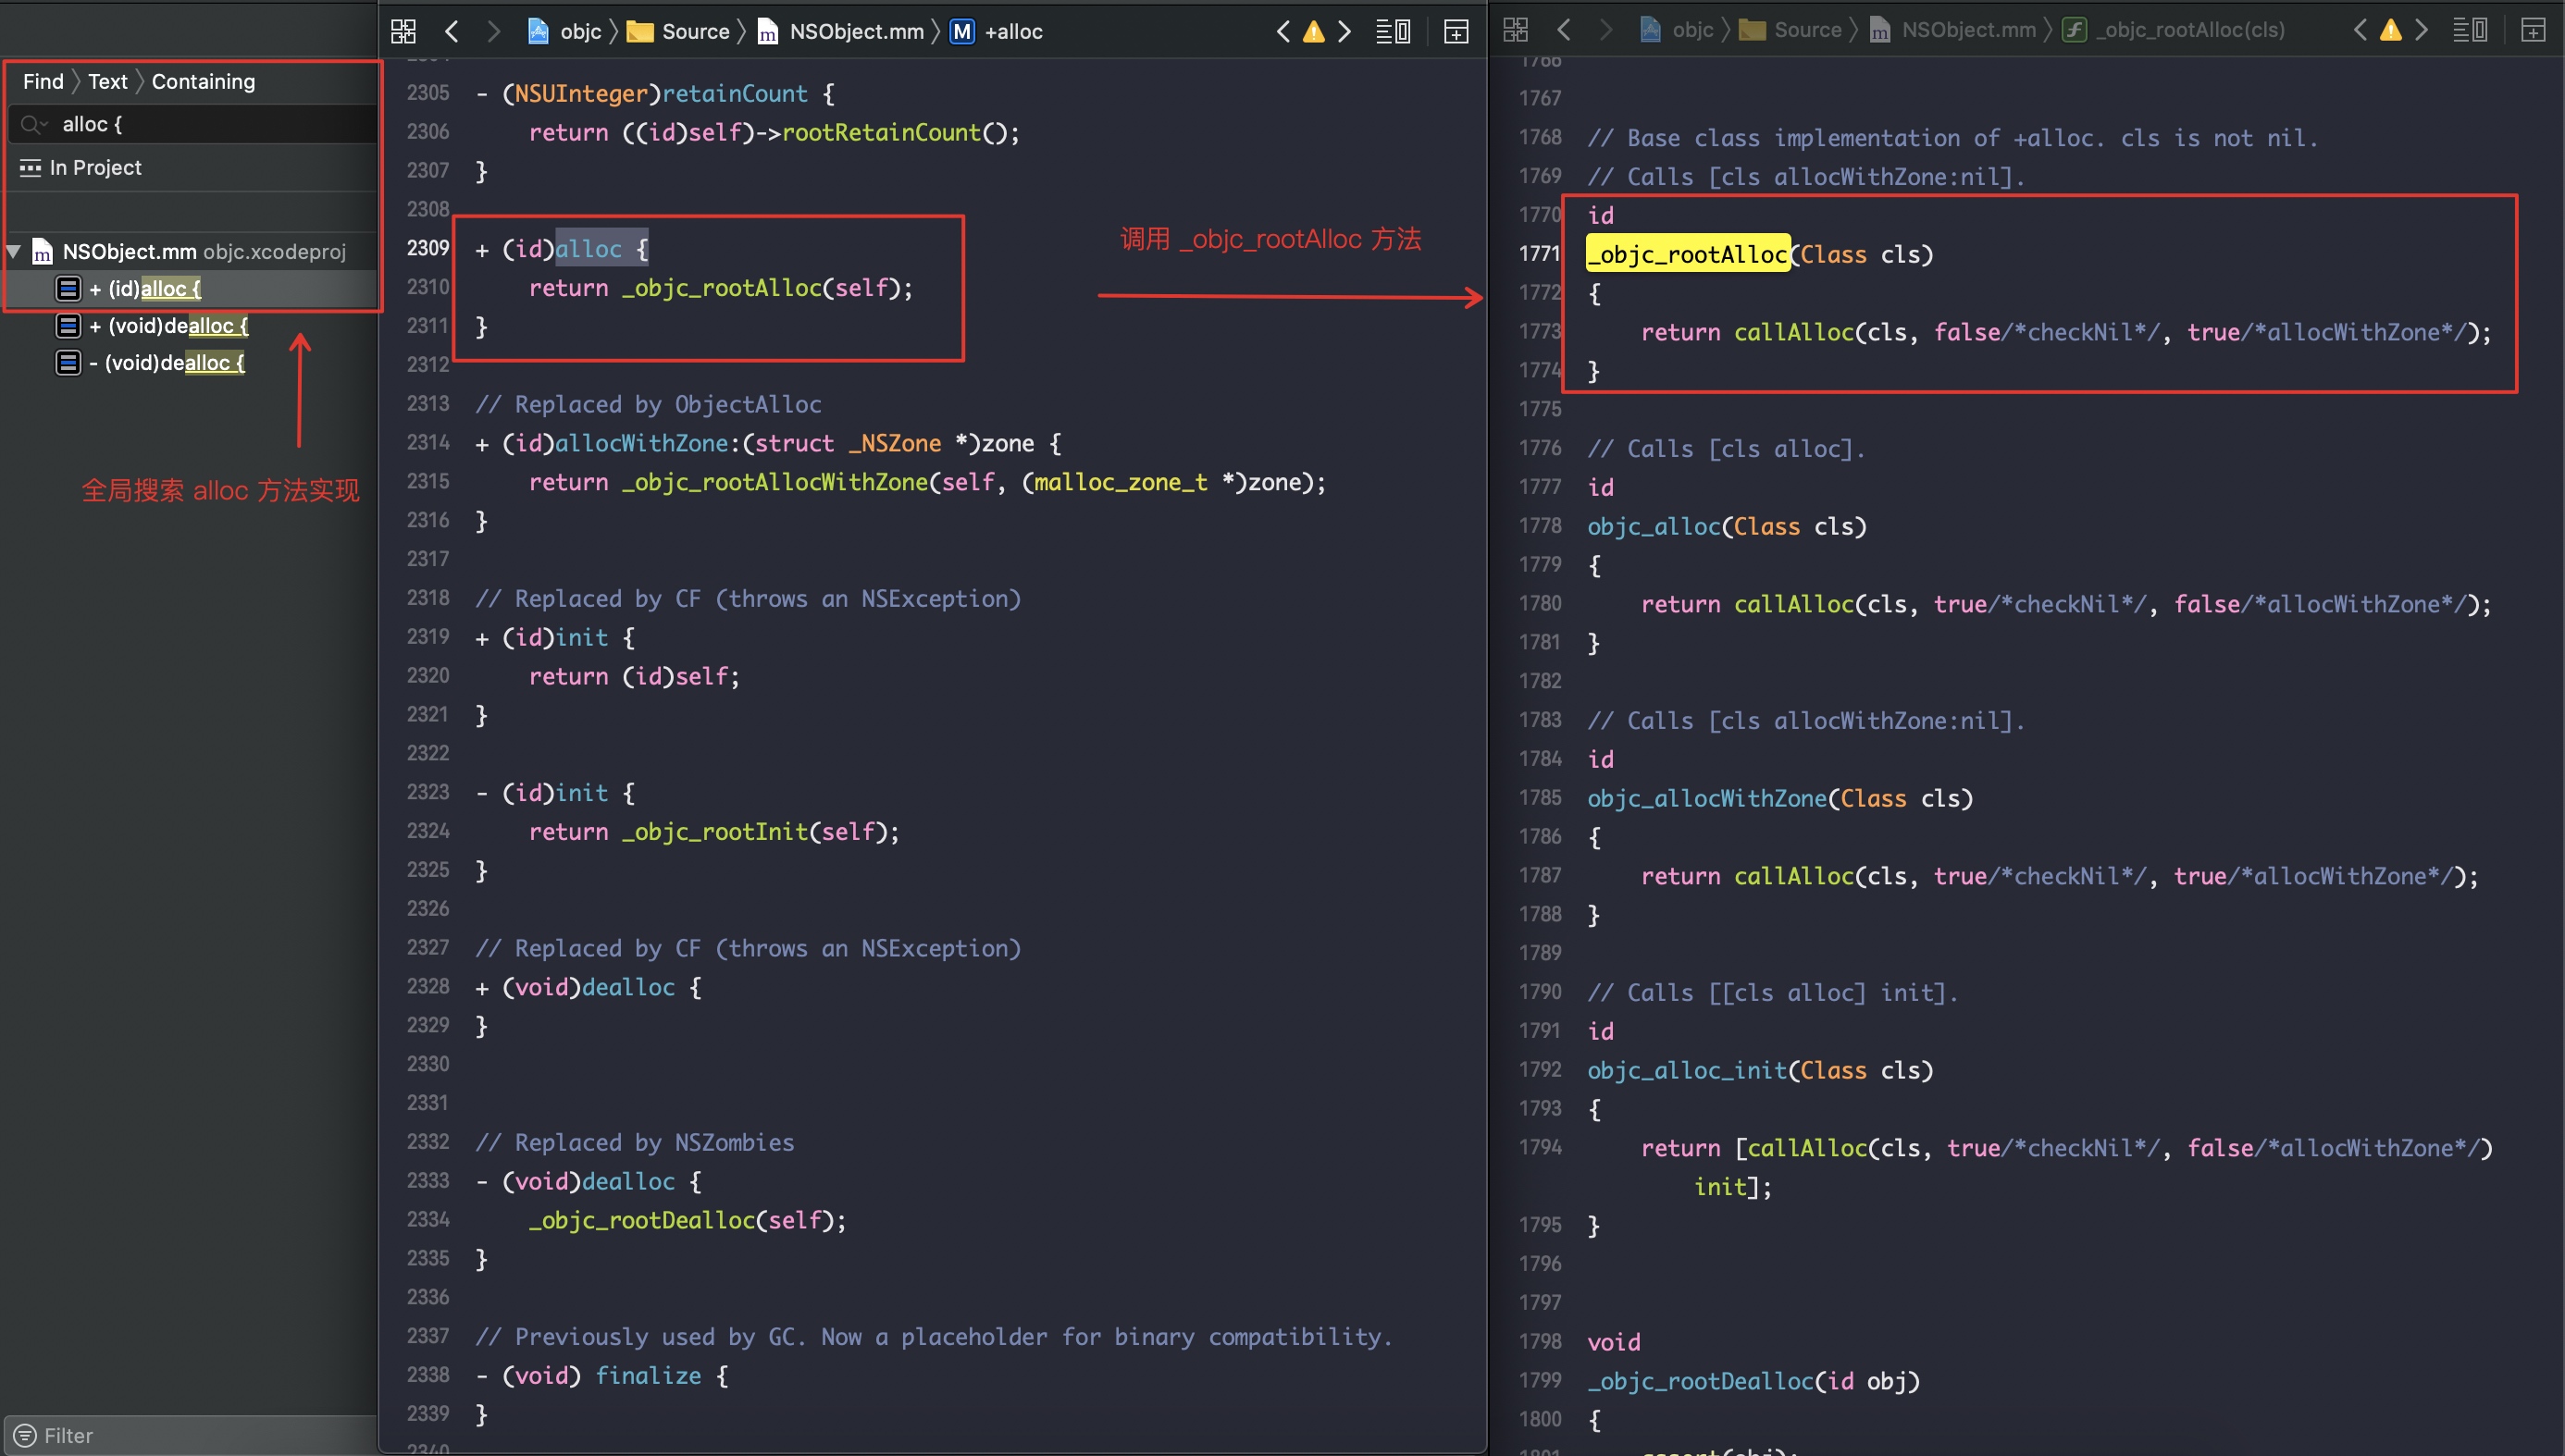 Find 〉 Text 〉 Containing
alloc {
In Project
NSObject.mm objc.xcodeproj
+ (id)alloc {
+ (void)dealloc {
- (void)dealloc {
全局搜索 alloc 方法实现
Filter
objc 〉 Source 〉 m NSObject.mm 〉 M +alloc
2305 - (NSUInteger)retainCount {
2306     return ((id)self)->rootRetainCount();
2307 }
2308
2309 + (id)alloc {
2310     return _objc_rootAlloc(self);
2311 }
2312
2313 // Replaced by ObjectAlloc
2314 + (id)allocWithZone:(struct _NSZone *)zone {
2315     return _objc_rootAllocWithZone(self, (malloc_zone_t *)zone);
2316 }
2317
2318 // Replaced by CF (throws an NSException)
2319 + (id)init {
2320     return (id)self;
2321 }
2322
2323 - (id)init {
2324     return _objc_rootInit(self);
2325 }
2326
2327 // Replaced by CF (throws an NSException)
2328 + (void)dealloc {
2329 }
2330
2331
2332 // Replaced by NSZombies
2333 - (void)dealloc {
2334     _objc_rootDealloc(self);
2335 }
2336
2337 // Previously used by GC. Now a placeholder for binary compatibility.
2338 - (void) finalize {
2339 }
2340
调用 _objc_rootAlloc 方法
objc 〉 Source 〉 m NSObject.mm 〉 f _objc_rootAlloc(cls)
1766
1767
1768 // Base class implementation of +alloc. cls is not nil.
1769 // Calls [cls allocWithZone:nil].
1770 id
1771 _objc_rootAlloc(Class cls)
1772 {
1773     return callAlloc(cls, false/*checkNil*/, true/*allocWithZone*/);
1774 }
1775
1776 // Calls [cls alloc].
1777 id
1778 objc_alloc(Class cls)
1779 {
1780     return callAlloc(cls, true/*checkNil*/, false/*allocWithZone*/);
1781 }
1782
1783 // Calls [cls allocWithZone:nil].
1784 id
1785 objc_allocWithZone(Class cls)
1786 {
1787     return callAlloc(cls, true/*checkNil*/, true/*allocWithZone*/);
1788 }
1789
1790 // Calls [[cls alloc] init].
1791 id
1792 objc_alloc_init(Class cls)
1793 {
1794     return [callAlloc(cls, true/*checkNil*/, false/*allocWithZone*/)
init];
1795 }
1796
1797
1798 void
1799 _objc_rootDealloc(id obj)
1800 {
1801     assert(obj);